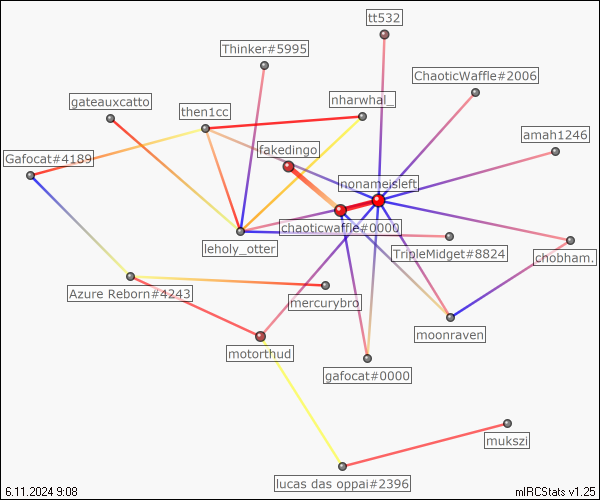 tt532
Thinker#5995
ChaoticWaffle#2006
gateauxcatto
nharwhal_
then1cc
amah1246
fakedingo
Gafocat#4189
nonameisleft
chaoticwaffle#0000
leholy_otter
TripleMidget#8824
chobham.
Azure Reborn#4243
mercurybro
moonraven
motorthud
gafocat#0000
mukszi
lucas das oppai#2396
6.11.2024 9:08
mIRCStats v1.25